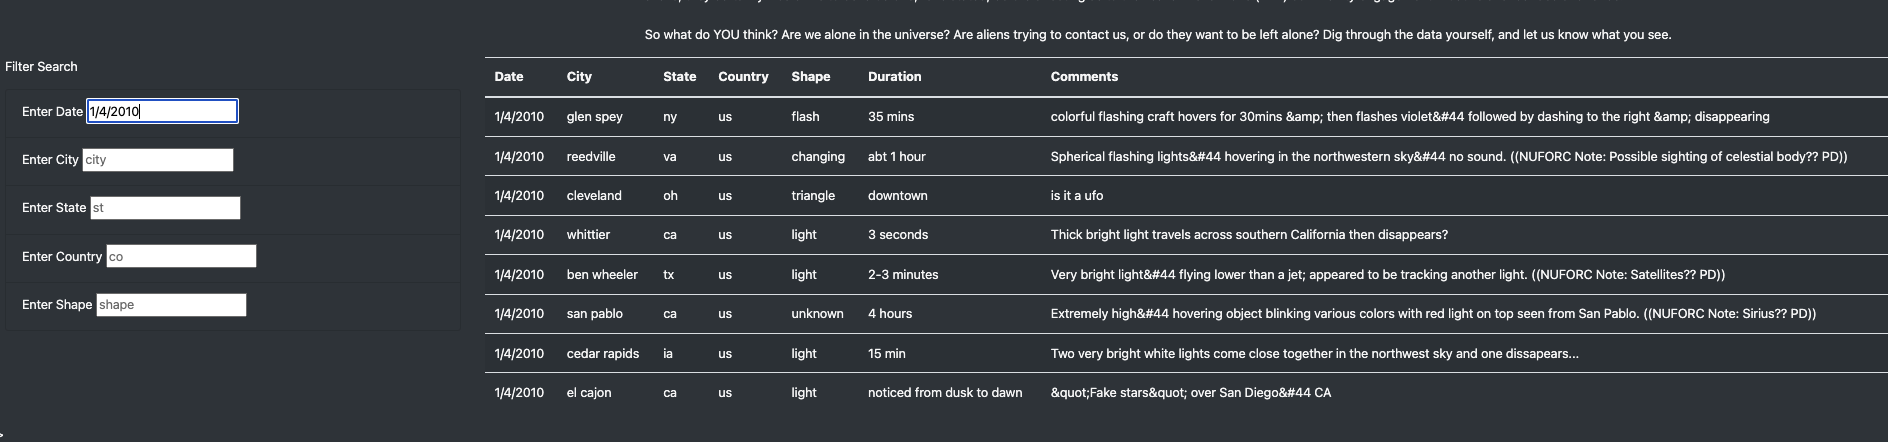 So what do YOU think? Are we alone in the universe? Are aliens trying to contact us, or do they want to be left alone? Dig through the data yourself, and let us know what you see.
Filter Search
Enter Date 1/4/2010
Enter City city
Enter State st
Enter Country co
Enter Shape shape
Date City State Country Shape Duration Comments
1/4/2010 glen spey ny us flash 35 mins colorful flashing craft hovers for 30mins &amp; then flashes violet&#44 followed by dashing to the right &amp; disappearing
1/4/2010 reedville va us changing abt 1 hour Spherical flashing lights&#44 hovering in the northwestern sky&#44 no sound. ((NUFORC Note: Possible sighting of celestial body?? PD))
1/4/2010 cleveland oh us triangle downtown is it a ufo
1/4/2010 whittier ca us light 3 seconds Thick bright light travels across southern California then disappears?
1/4/2010 ben wheeler tx us light 2-3 minutes Very bright light&#44 flying lower than a jet; appeared to be tracking another light. ((NUFORC Note: Satellites?? PD))
1/4/2010 san pablo ca us unknown 4 hours Extremely high&#44 hovering object blinking various colors with red light on top seen from San Pablo. ((NUFORC Note: Sirius?? PD))
1/4/2010 cedar rapids ia us light 15 min Two very bright white lights come close together in the northwest sky and one dissapears...
1/4/2010 el cajon ca us light noticed from dusk to dawn &quot;Fake stars&quot; over San Diego&#44 CA